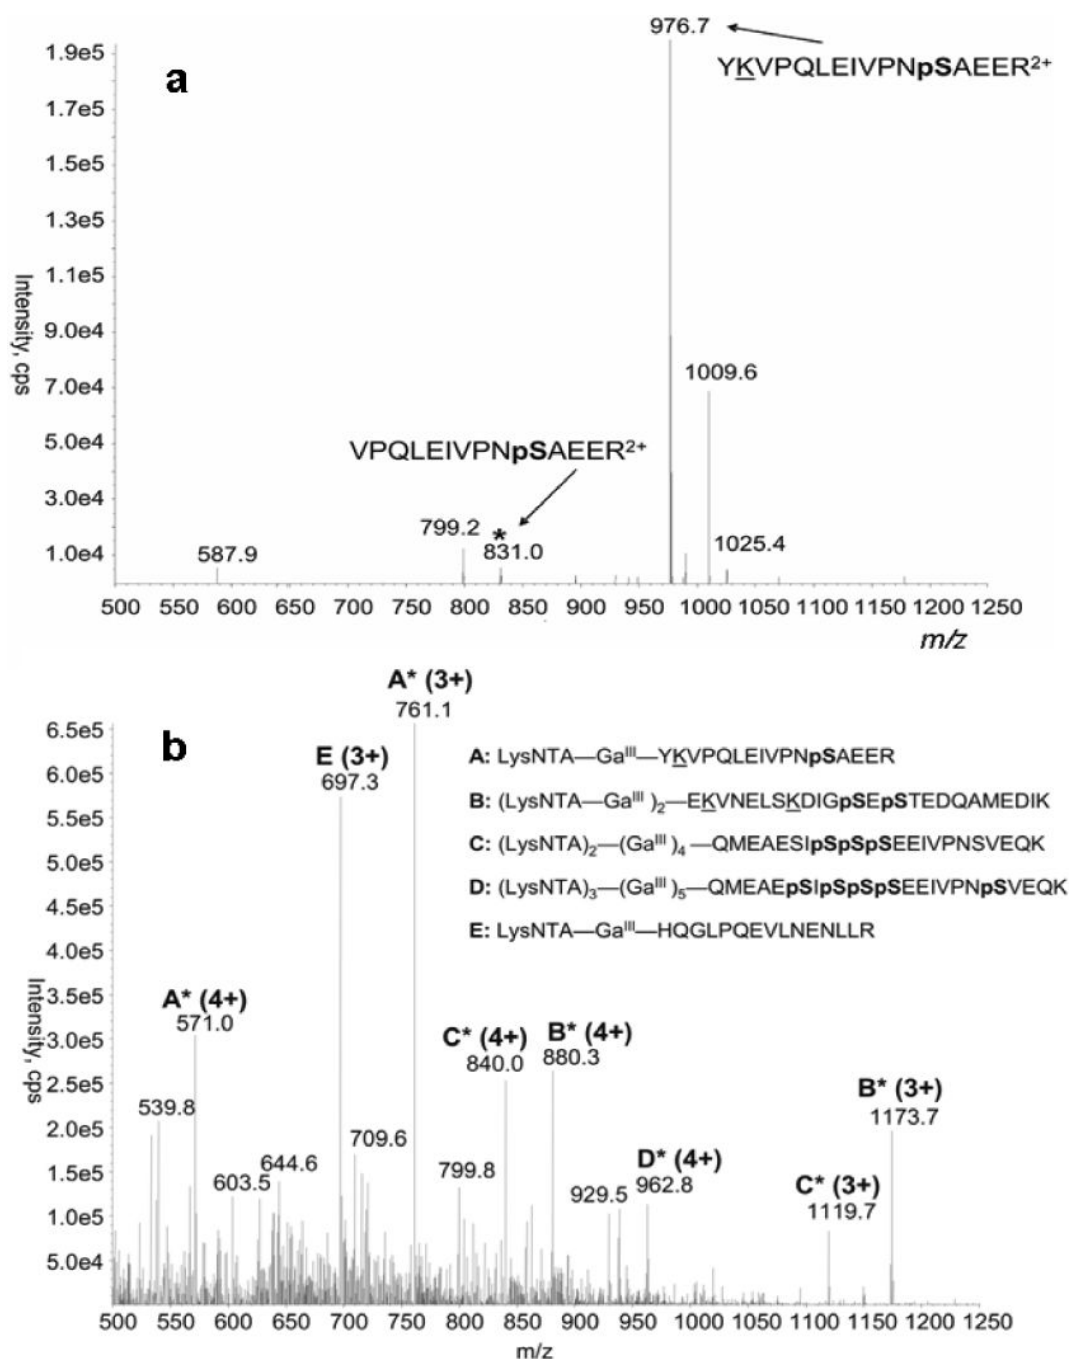 976.7
1.9e5
a
YKVPQLEIVPNpSAEER2+
1.7e5
1.5e5
1.3e5
1.1e5
Intensity, cps
9.0e4
7.0e4
1009.6
5.0e4
VPQLEIVPNpSAEER2+
3.0e4
799.2
*
831.0
1025.4
587.9
1.0e4
500 550 600 650 700 750 800 850 900 950 1000 1050 1100 1150 1200 1250
m/z
A* (3+)
761.1
6.5e5
b
E (3+)
697.3
A: LysNTA—GaIII—YKVPQLEIVPNpSAEER
6.0e5
B: (LysNTA—GaIII )2—EKVNELSKDIGpSEpSTEDQAMEDIK
5.5e5
C: (LysNTA)2—(GaIII )4 —QMEAESIpSpSpSEEIVPNSVEQK
5.0e5
D: (LysNTA)3—(GaIII )5—QMEAEpSIpSpSpSEEIVPNpSVEQK
4.5e5
E: LysNTA—GaIII—HQGLPQEVLNENLLR
4.0e5
Intensity, cps
3.5e5
A* (4+)
571.0
3.0e5
C* (4+)
840.0
B* (4+)
880.3
2.5e5
B* (3+)
1173.7
539.8
2.0e5
709.6
1.5e5
644.6
603.5
799.8
D* (4+)
962.8
929.5
C* (3+)
1119.7
1.0e5
5.0e4
500 550 600 650 700 750 800 850 900 950 1000 1050 1100 1150 1200 1250
m/z